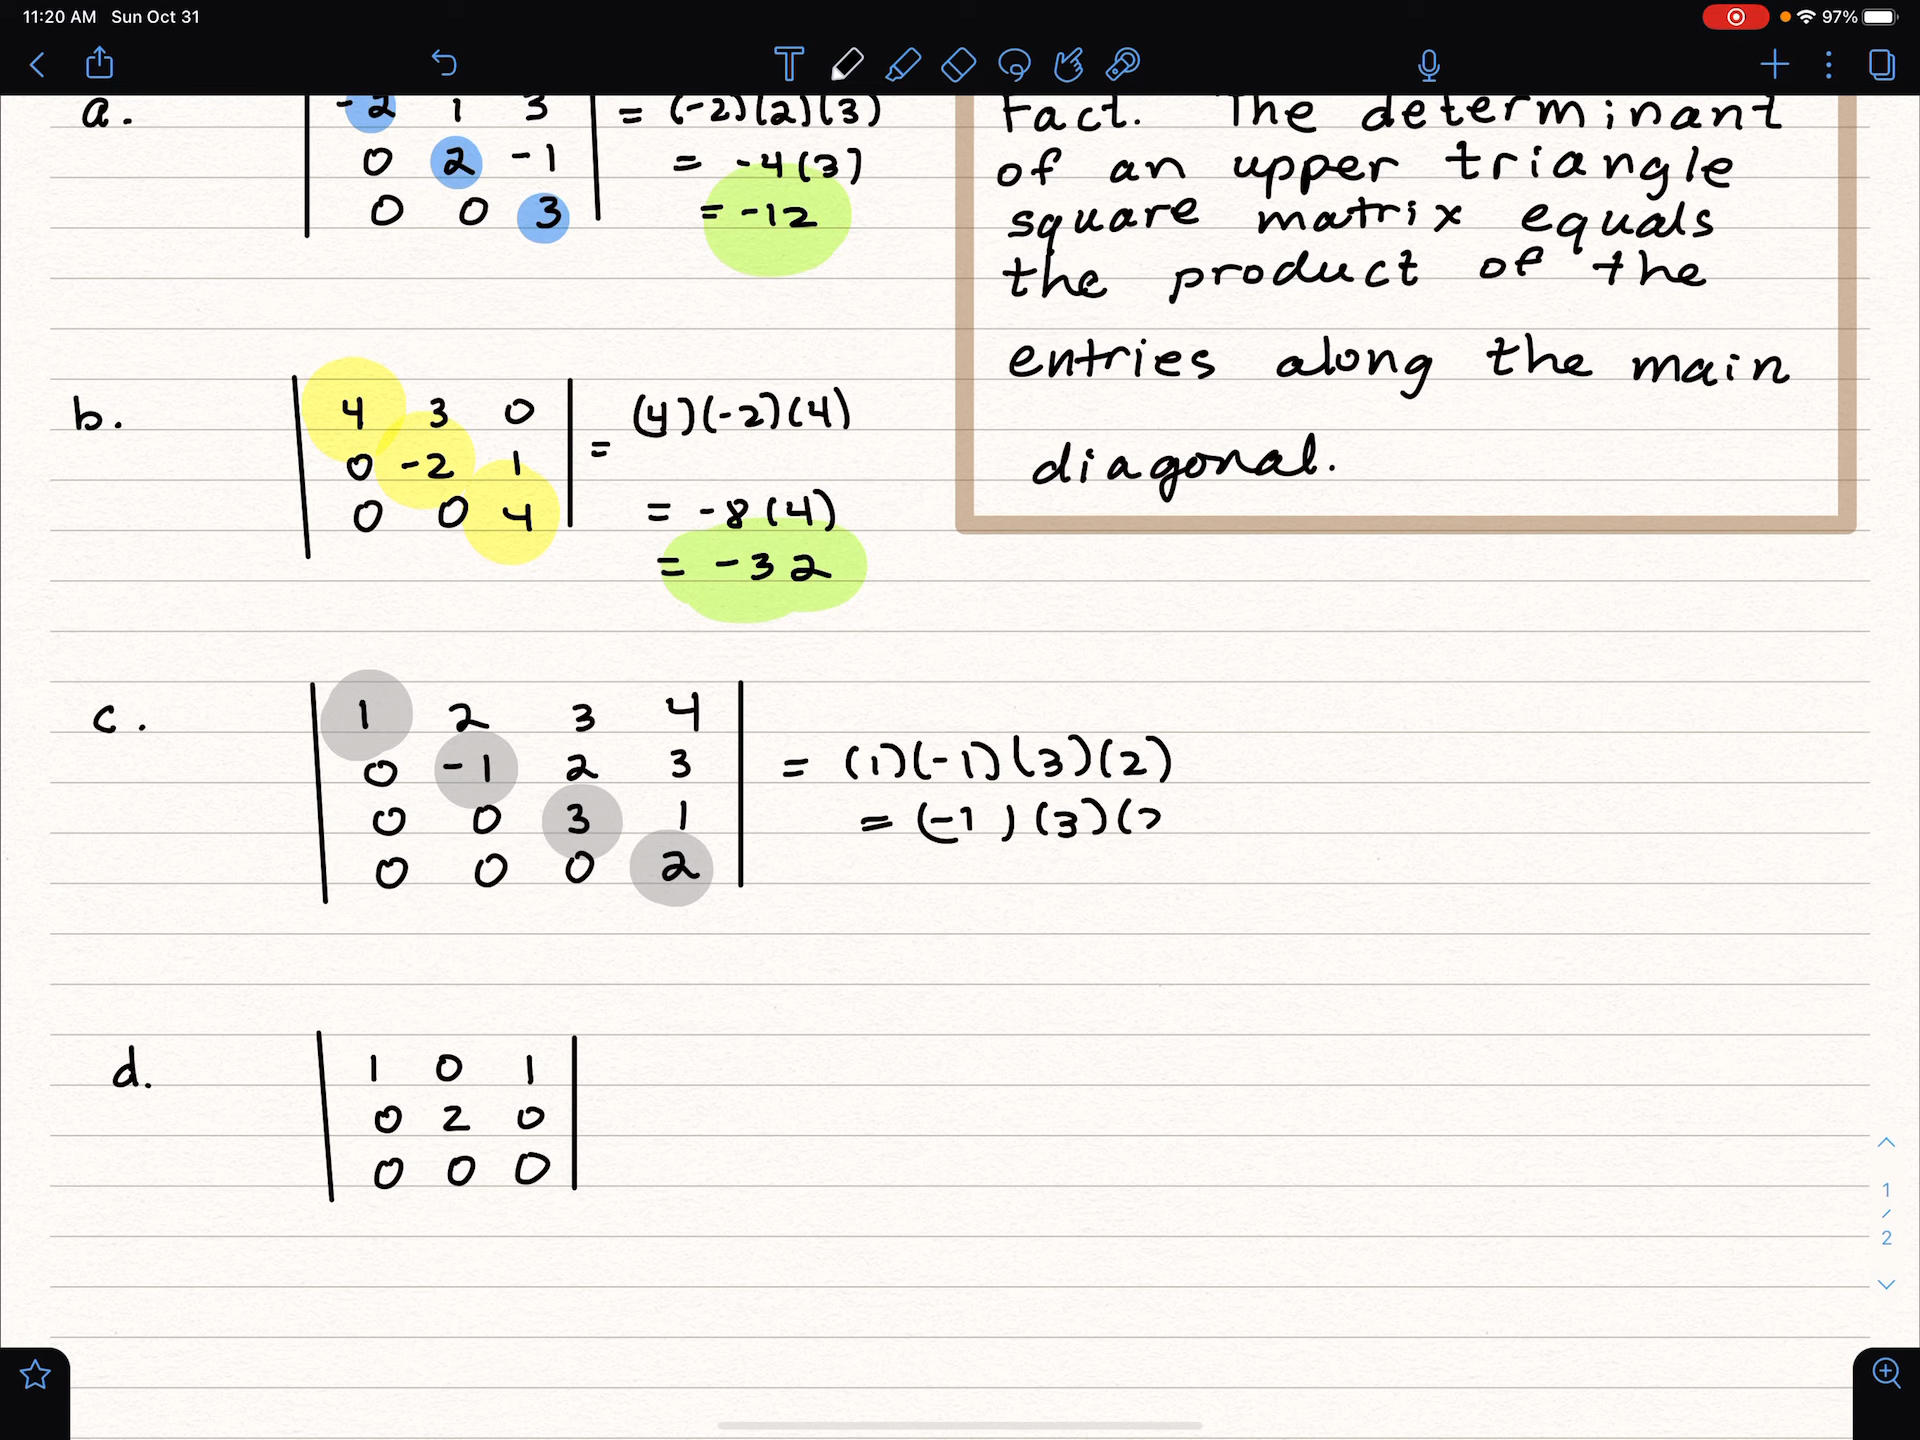 11:20 AM Sun Oct 31
97%
a.
-2 1 3 = (-2)(2)(3)
0 2 -1 = -4(3)
0 0 3 = -12
Fact. The determinant
of an upper triangle
square matrix equals
the product of the
entries along the main
diagonal.
b.
4 3 0 = (4)(-2)(4)
0 -2 1
0 0 4 = -8(4)
= -32
c.
1 2 3 4
0 -1 2 3 = (1)(-1)(3)(2)
0 0 3 1 = (-1)(3)(
0 0 0 2
d.
1 0 1
0 2 0
0 0 0
1
/
2